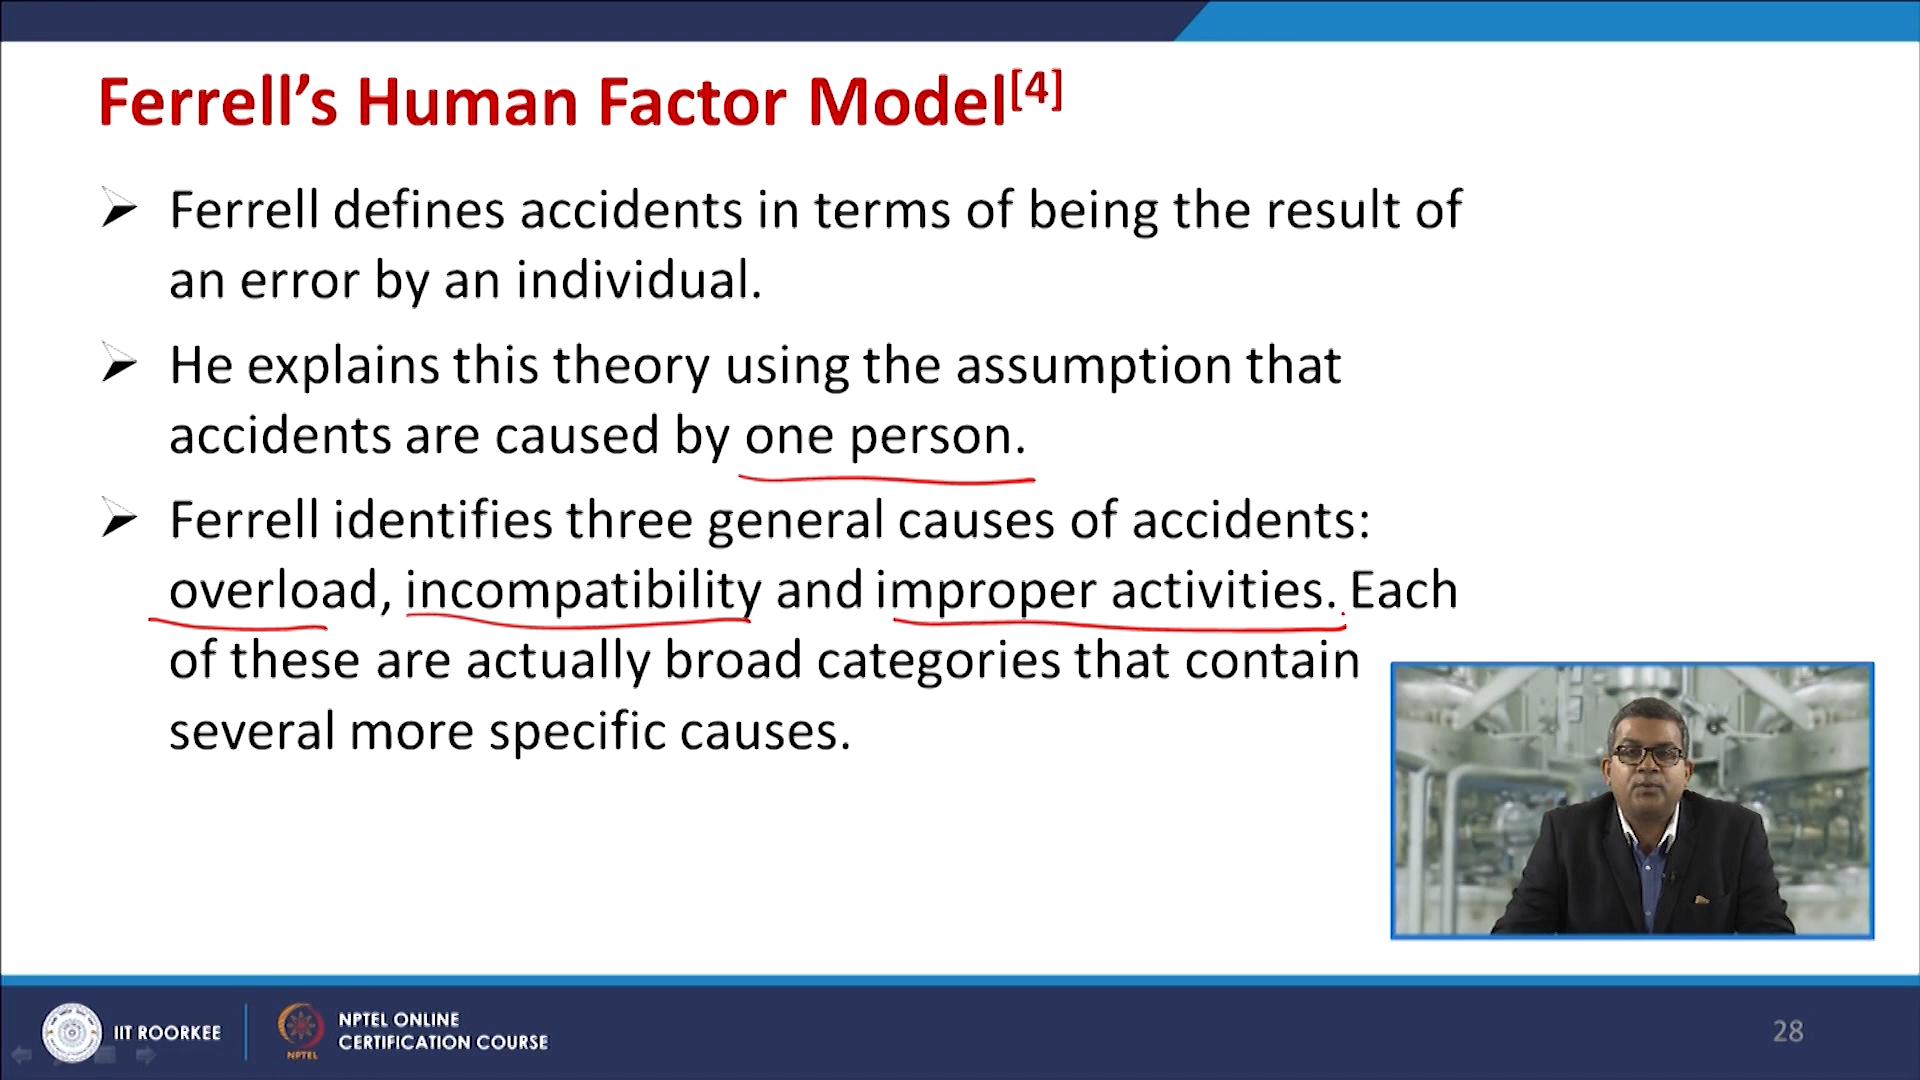 Ferrell’s Human Factor Model[4]
Ferrell defines accidents in terms of being the result of
an error by an individual.
He explains this theory using the assumption that
accidents are caused by one person.
Ferrell identifies three general causes of accidents:
overload, incompatibility and improper activities. Each
of these are actually broad categories that contain
several more specific causes.
IIT ROORKEE
NPTEL
NPTEL ONLINE
CERTIFICATION COURSE
28